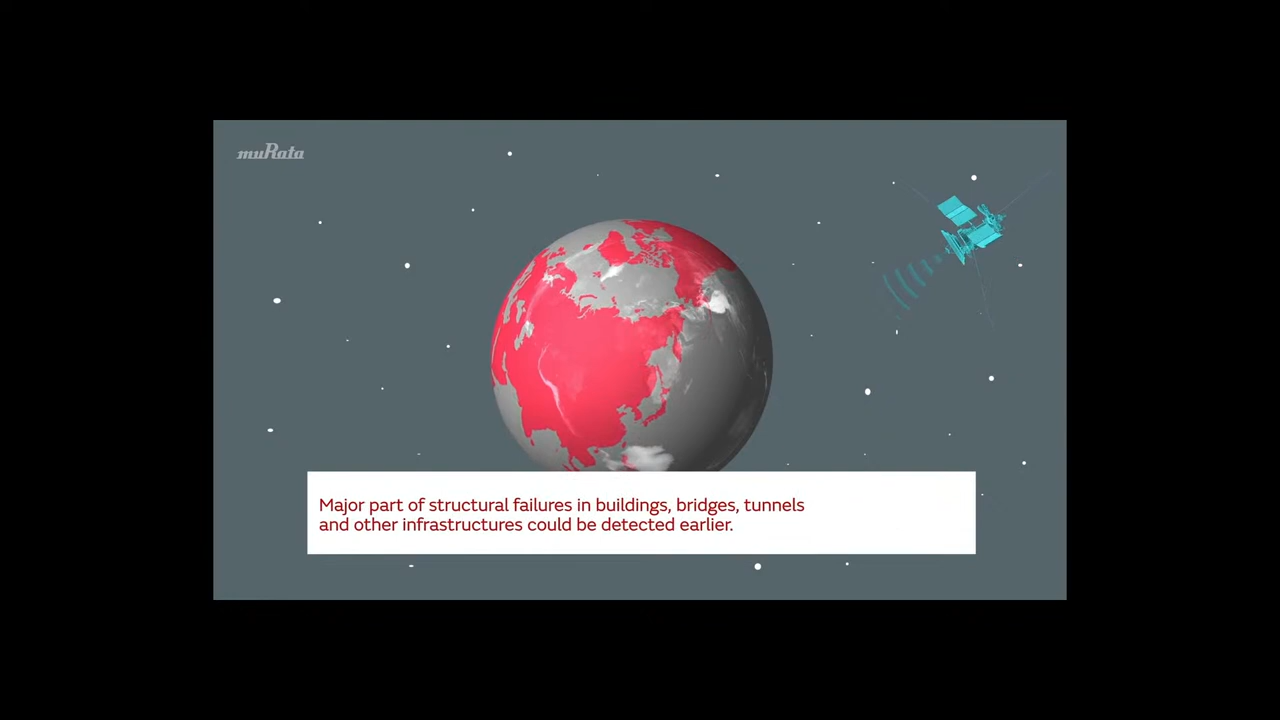 muRata
Major part of structural failures in buildings, bridges, tunnels
and other infrastructures could be detected earlier.